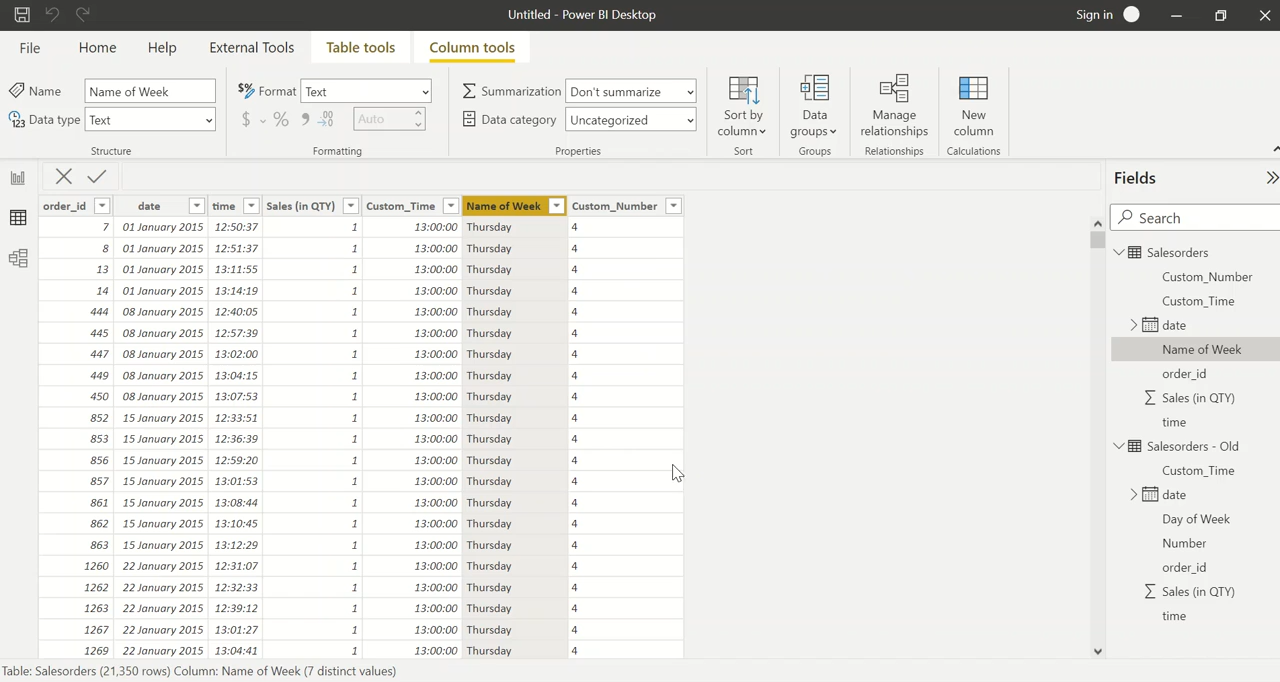 Untitled - Power BI Desktop
Sign in
File Home Help External Tools Table tools Column tools
Name Name of Week
Data type Text
Structure
Format Text
$ % 9 .00 Auto
Formatting
Summarization Don't summarize
Data category Uncategorized
Properties
Sort by column
Sort
Data groups
Groups
Manage relationships
Relationships
New column
Calculations
order_id date time Sales (in QTY) Custom_Time Name of Week Custom_Number
7 01 January 2015 12:50:37 1 13:00:00 Thursday 4
8 01 January 2015 12:51:37 1 13:00:00 Thursday 4
13 01 January 2015 13:11:55 1 13:00:00 Thursday 4
14 01 January 2015 13:14:19 1 13:00:00 Thursday 4
444 08 January 2015 12:40:05 1 13:00:00 Thursday 4
445 08 January 2015 12:57:39 1 13:00:00 Thursday 4
447 08 January 2015 13:02:00 1 13:00:00 Thursday 4
449 08 January 2015 13:04:15 1 13:00:00 Thursday 4
450 08 January 2015 13:07:53 1 13:00:00 Thursday 4
852 15 January 2015 12:33:51 1 13:00:00 Thursday 4
853 15 January 2015 12:36:39 1 13:00:00 Thursday 4
856 15 January 2015 12:59:20 1 13:00:00 Thursday 4
857 15 January 2015 13:01:53 1 13:00:00 Thursday 4
861 15 January 2015 13:08:44 1 13:00:00 Thursday 4
862 15 January 2015 13:10:45 1 13:00:00 Thursday 4
863 15 January 2015 13:12:29 1 13:00:00 Thursday 4
1260 22 January 2015 12:31:07 1 13:00:00 Thursday 4
1262 22 January 2015 12:32:33 1 13:00:00 Thursday 4
1263 22 January 2015 12:39:12 1 13:00:00 Thursday 4
1267 22 January 2015 13:01:27 1 13:00:00 Thursday 4
1269 22 January 2015 13:04:41 1 13:00:00 Thursday 4
Fields
Search
Salesorders
Custom_Number
Custom_Time
date
Name of Week
order_id
Sales (in QTY)
time
Salesorders - Old
Custom_Time
date
Day of Week
Number
order_id
Sales (in QTY)
time
Table: Salesorders (21,350 rows) Column: Name of Week (7 distinct values)